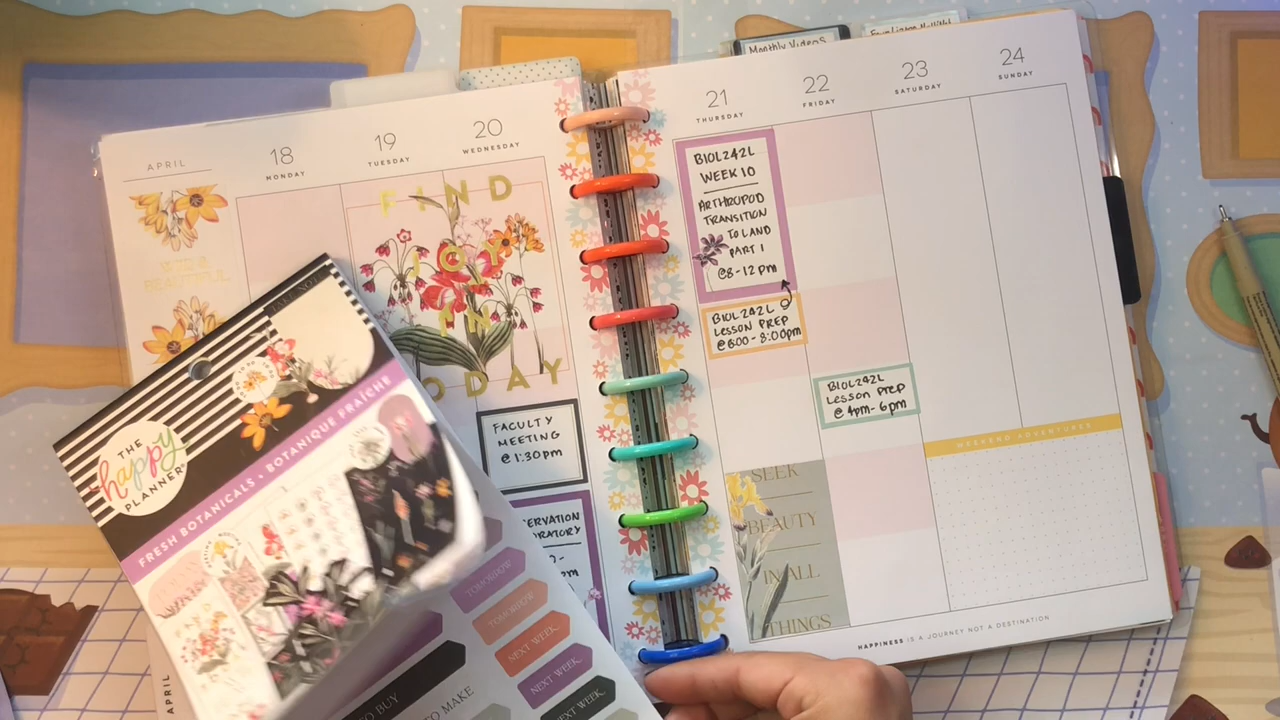 Monthly Videos
APRIL
18
MONDAY
19
TUESDAY
20
WEDNESDAY
FIND
JOY
IN
TODAY
BEAUTIFUL
FACULTY
MEETING
@ 1:30pm
21
THURSDAY
22
FRIDAY
23
SATURDAY
24
SUNDAY
BIOL242L
WEEK 10
ARTHROPOD
TRANSITION
TO LAND
PART 1
@8-12pm
BIOL242L
LESSON PREP
@ 6:00-8:00pm
BIOL242L
LESSON PREP
@ 4pm-6pm
WEEKEND ADVENTURES
SEEK
BEAUTY
IN ALL
THINGS
HAPPINESS IS A JOURNEY NOT A DESTINATION
THE
happy
PLANNER®
FRESH BOTANICALS • BOTANIQUE FRAÎCHE
TOMORROW
TOMORROW
NEXT WEEK
NEXT WEEK
NEXT WEEK
TO BUY
TO MAKE
APRIL